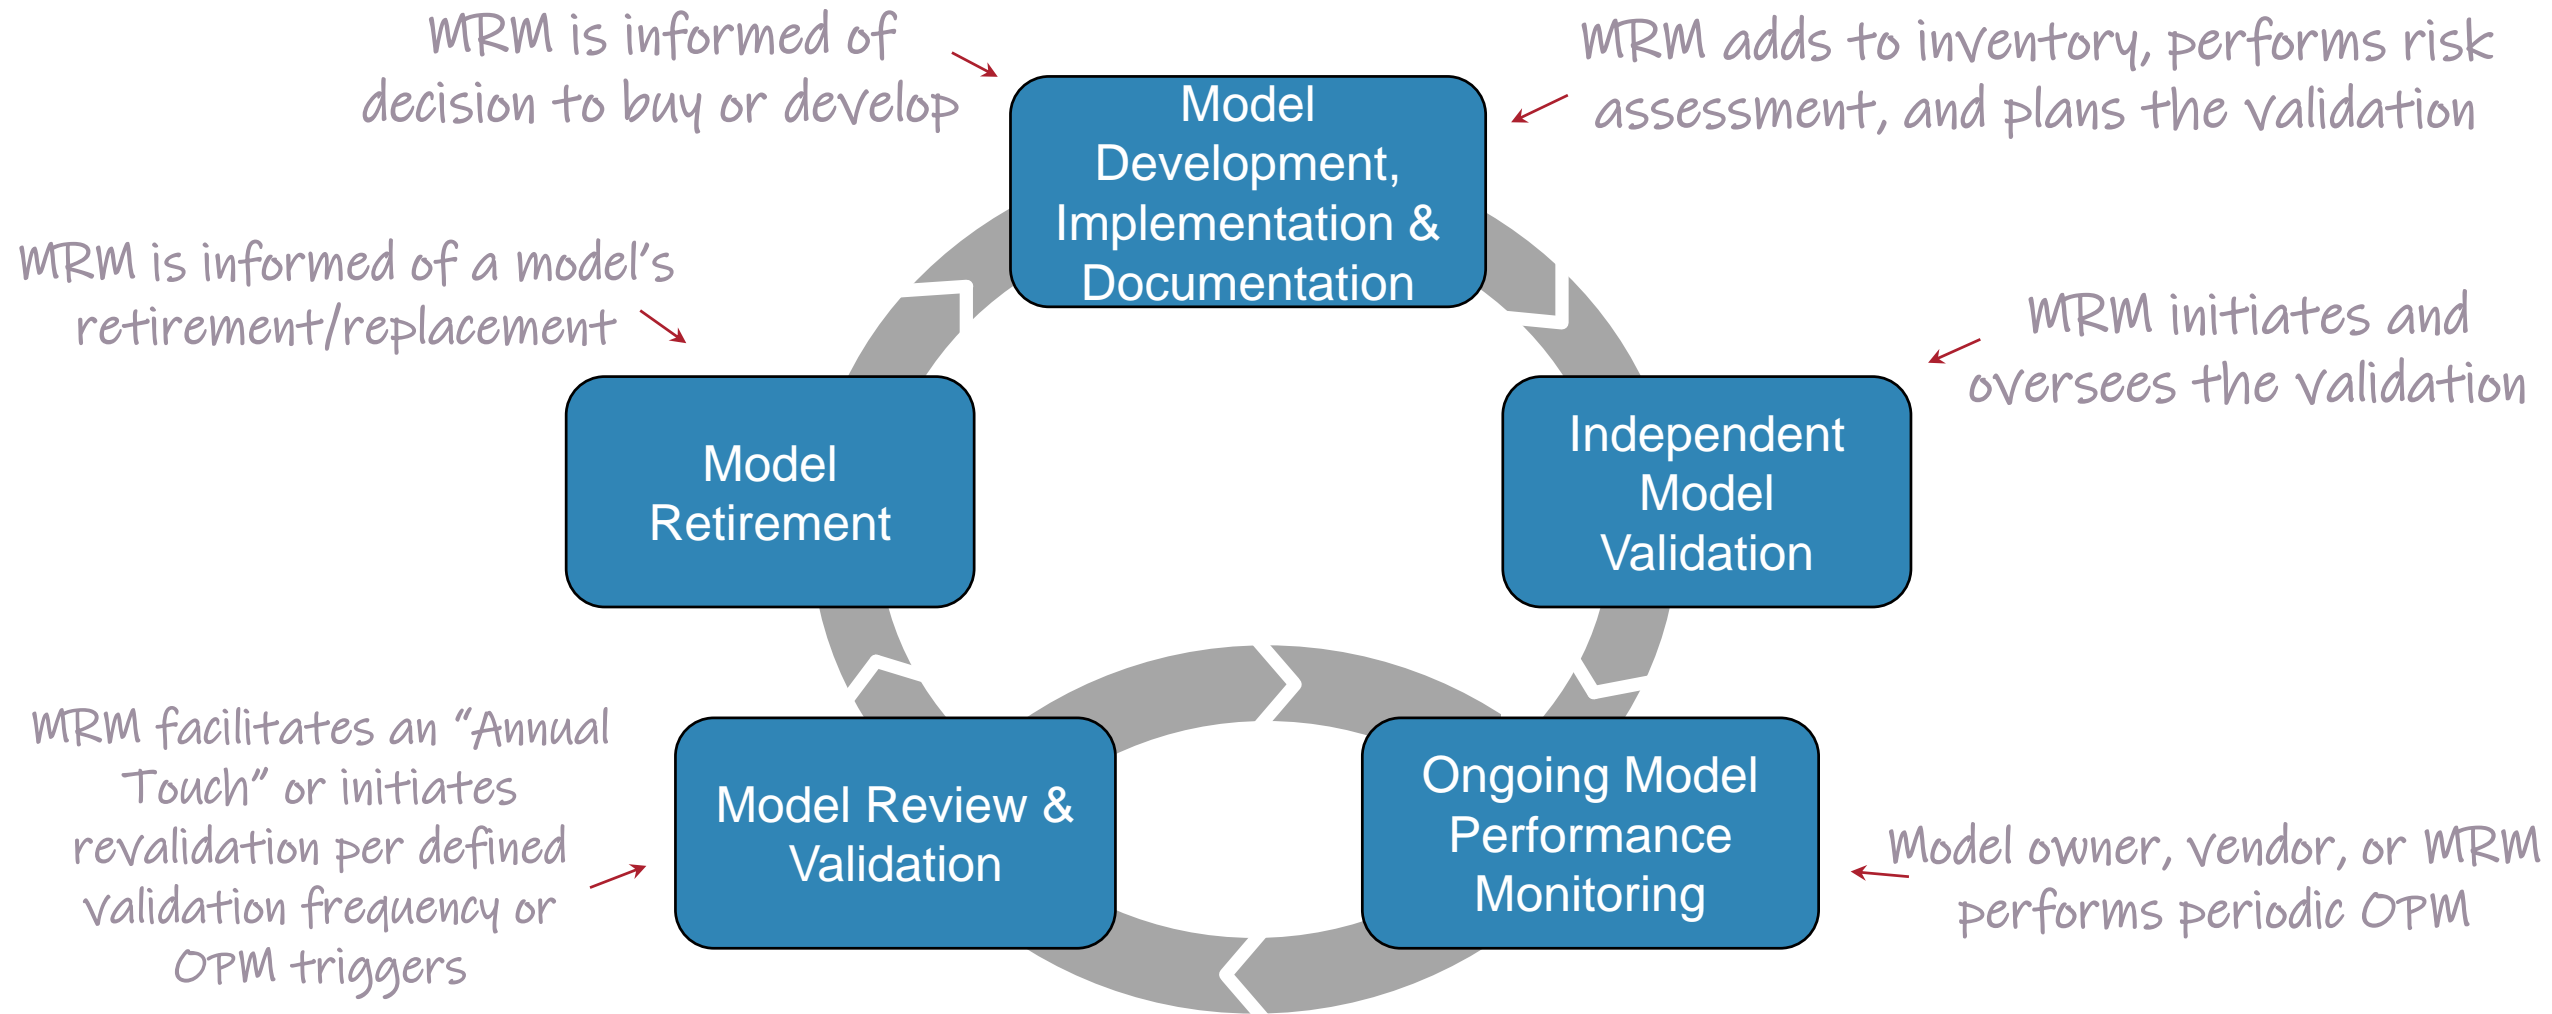 MRM is informed of
decision to buy or develop
MRM adds to inventory, performs risk
assessment, and plans the validation
Model
Development,
Implementation &
Documentation
MRM is informed of a model's
retirement/replacement
MRM initiates and
oversees the validation
Model
Retirement
Independent
Model
Validation
MRM facilitates an “Annual
Touch” or initiates
revalidation per defined
validation frequency or
OPM triggers
Model Review &
Validation
Ongoing Model
Performance
Monitoring
Model owner, vendor, or MRM
performs periodic OPM